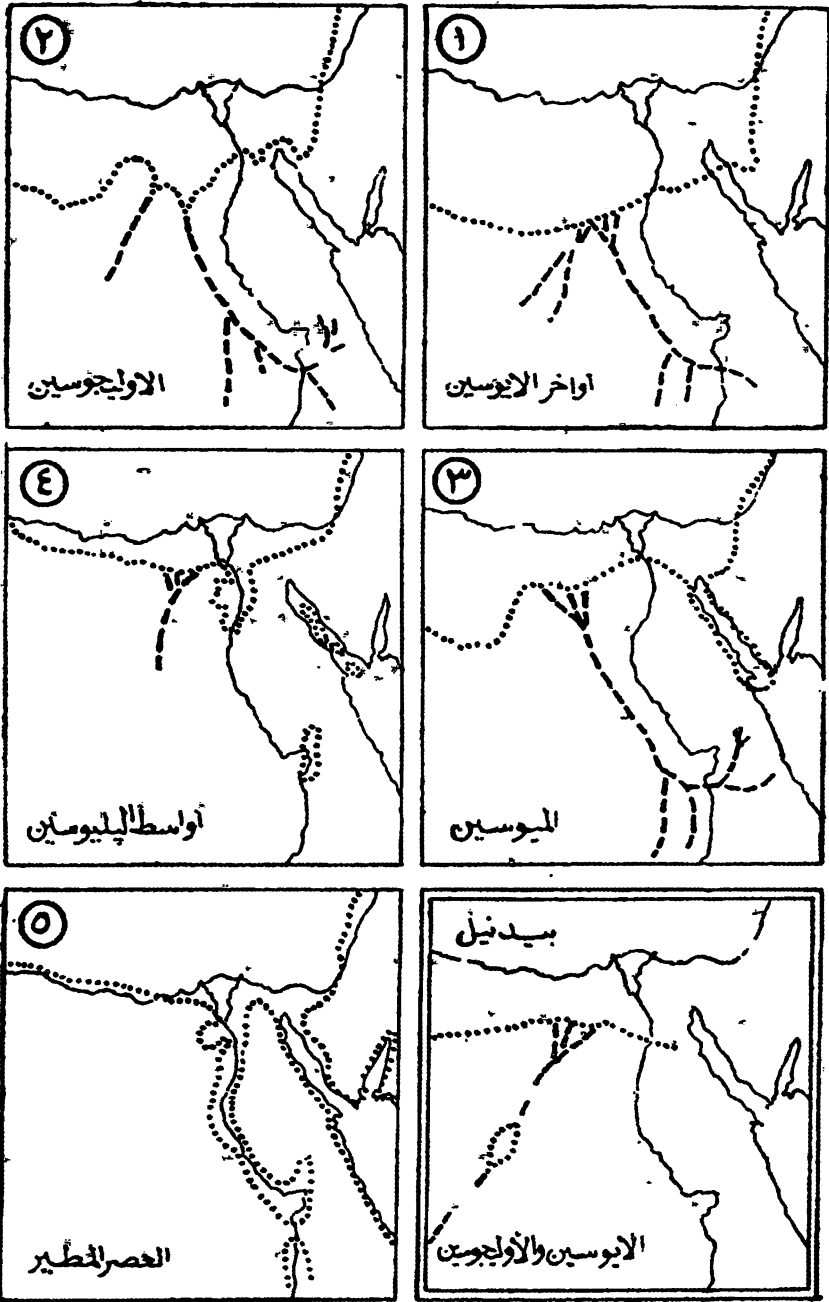 ١
أواخر الايوسين
٢
الاوليجوسين
٣
الميوسين
٤
أواسط البليوسين
بيدنيل
الايوسين والأوليجوسين
٥
العصر المطير